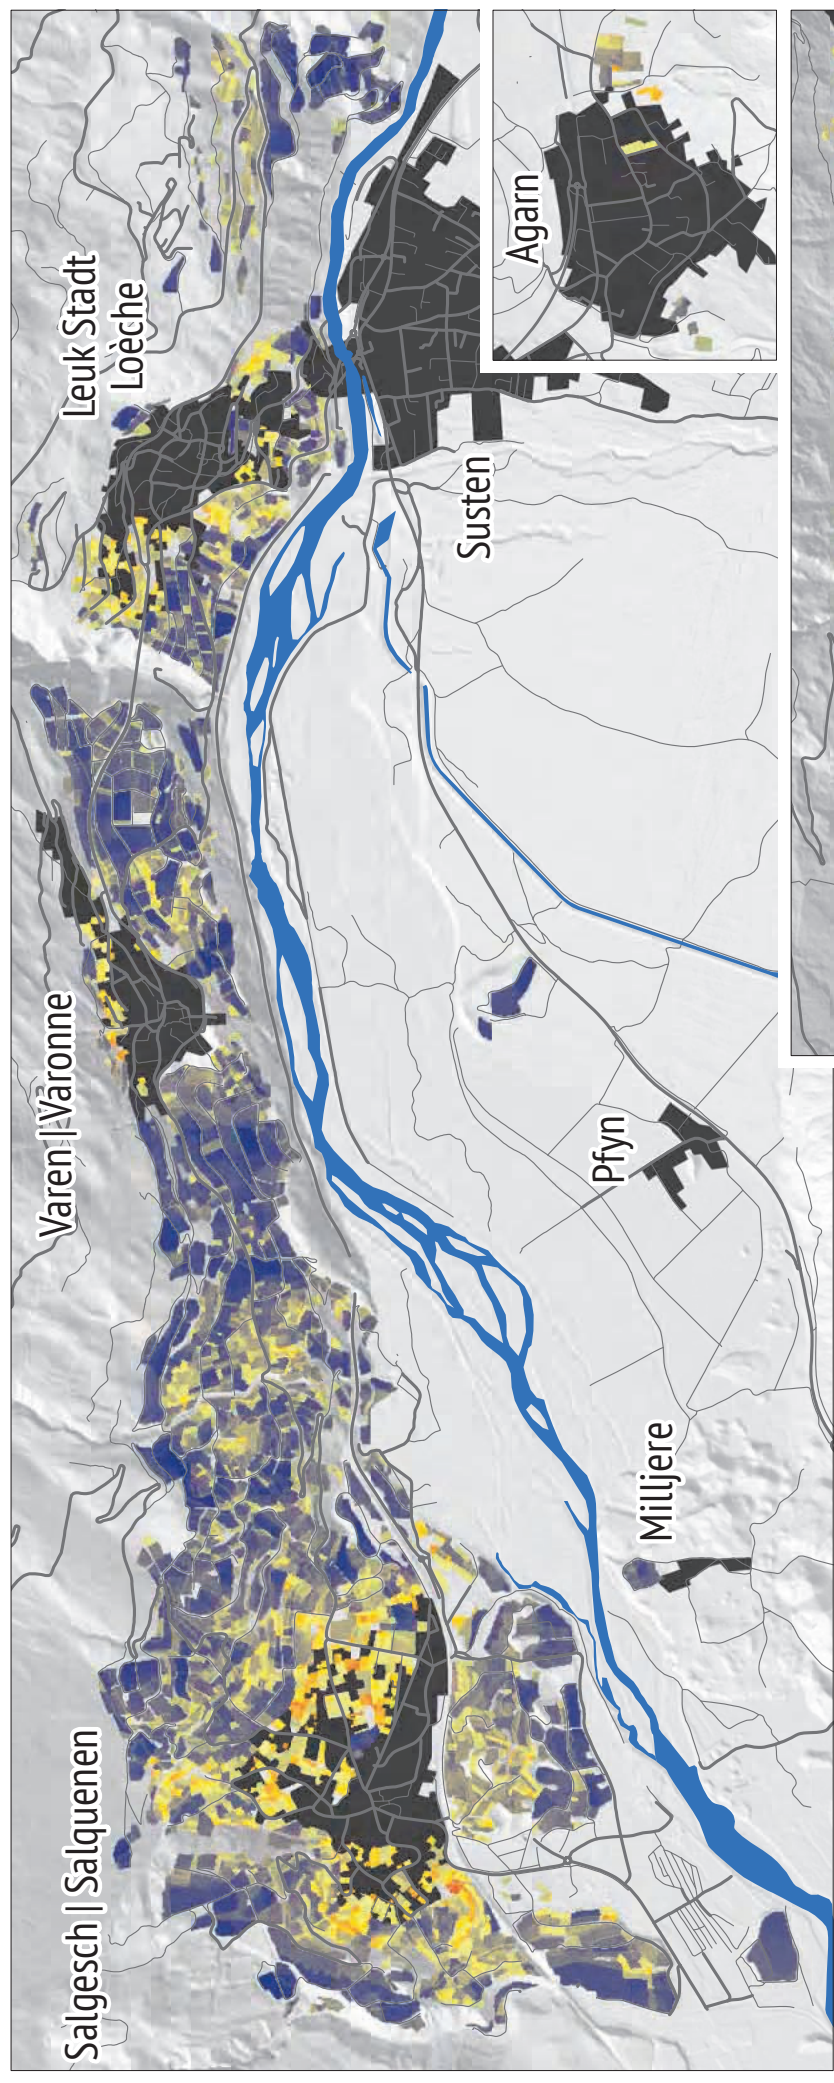 Leuk Stadt
Loèche
Agarn
Susten
Varen || Varonne
Pfyn
Milljere
Salgesch || Salquenen